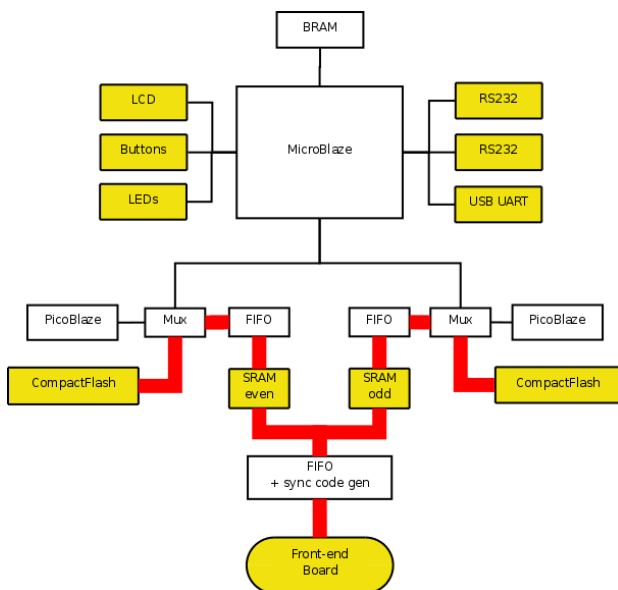 BRAM
LCD
RS232
Buttons
MicroBlaze
RS232
LEDs
USB UART
PicoBlaze
Mux
FIFO
FIFO
Mux
PicoBlaze
CompactFlash
SRAM
even
SRAM
odd
CompactFlash
FIFO
+ sync code gen
Front-end
Board